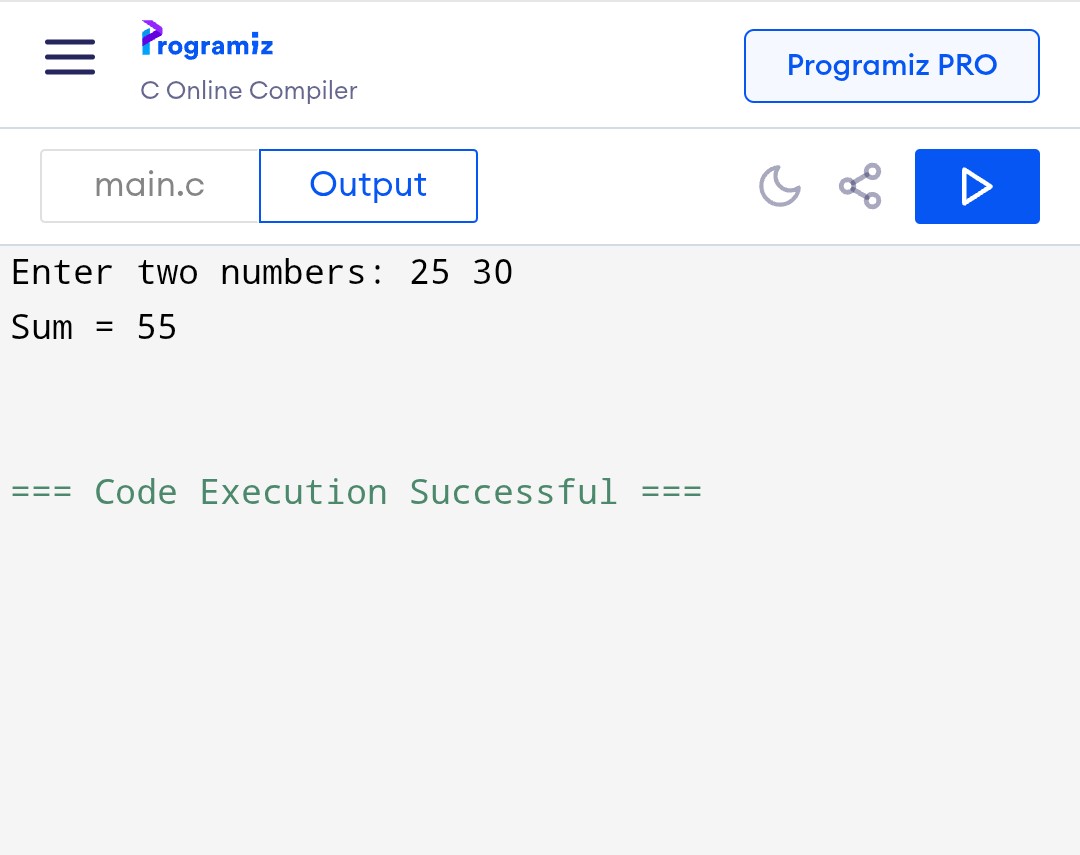 Programiz
C Online Compiler
Programiz PRO
main.c
Output
Enter two numbers: 25 30
Sum = 55
=== Code Execution Successful ===